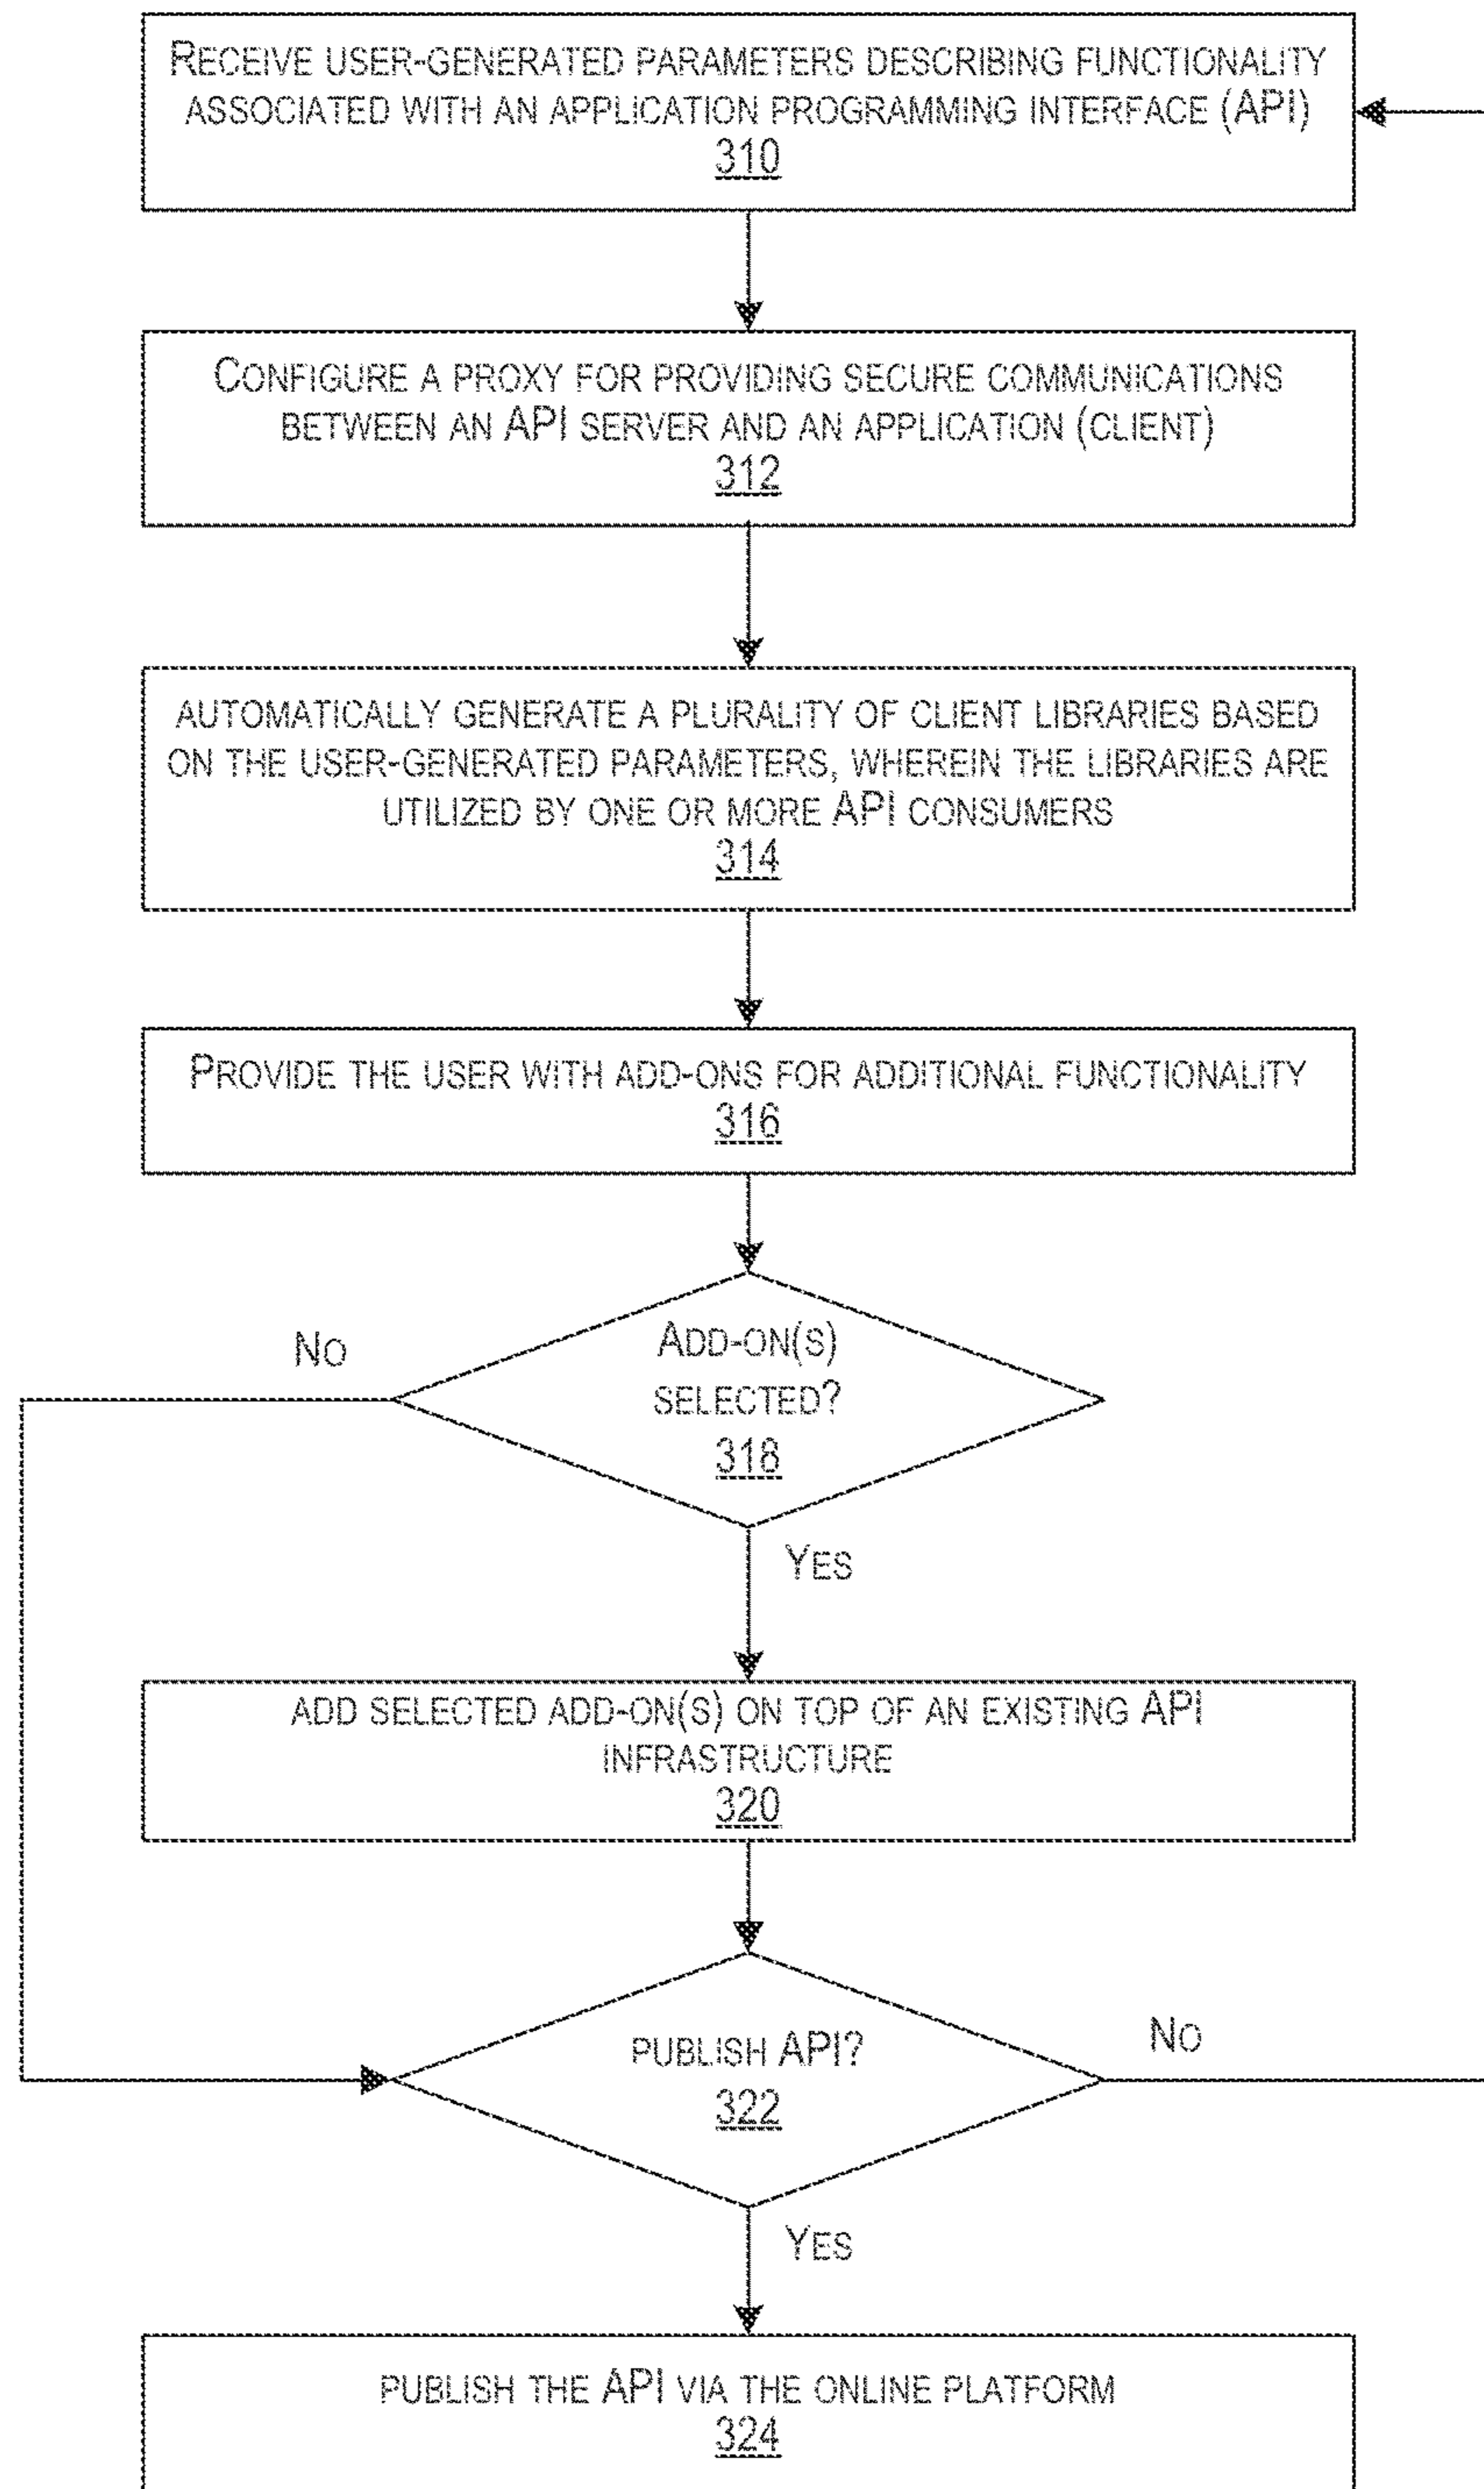 RECEIVE USER-GENERATED PARAMETERS DESCRIBING FUNCTIONALITY
ASSOCIATED WITH AN APPLICATION PROGRAMMING INTERFACE (API)
310
CONFIGURE A PROXY FOR PROVIDING SECURE COMMUNICATIONS
BETWEEN AN API SERVER AND AN APPLICATION (CLIENT)
312
AUTOMATICALLY GENERATE A PLURALITY OF CLIENT LIBRARIES BASED
ON THE USER-GENERATED PARAMETERS, WHEREIN THE LIBRARIES ARE
UTILIZED BY ONE OR MORE API CONSUMERS
314
PROVIDE THE USER WITH ADD-ONS FOR ADDITIONAL FUNCTIONALITY
316
NO
ADD-ON(S)
SELECTED?
318
YES
ADD SELECTED ADD-ON(S) ON TOP OF AN EXISTING API
INFRASTRUCTURE
320
PUBLISH API?
322
NO
YES
PUBLISH THE API VIA THE ONLINE PLATFORM
324